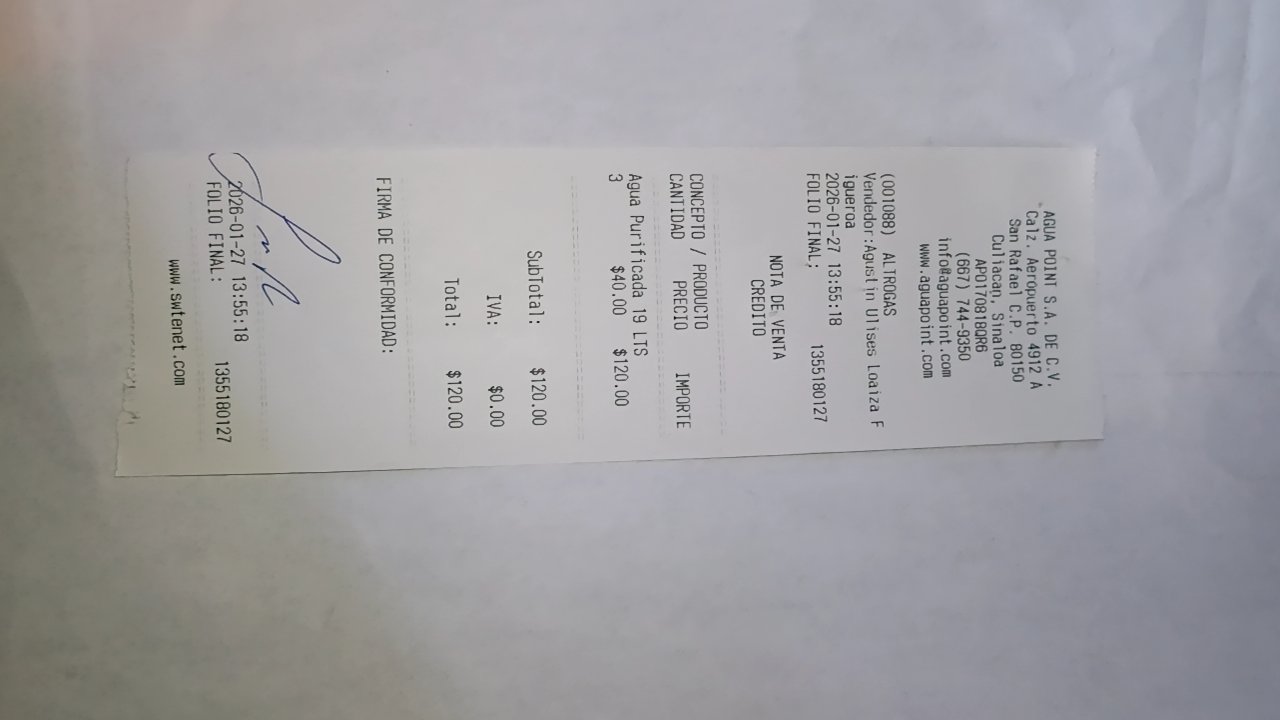 AGUA POINT S.A. DE C.V.
Calz. Aeropuerto 4912 A
San Rafael C.P. 80150
Culiacan, Sinaloa
APO170818QR6
(667) 744-9350
info@aguapoint.com
www.aguapoint.com
(001088) ALTROGAS
Vendedor:Agustin Ulises Loaiza F
igueroa
2026-01-27 13:55:18
FOLIO FINAL; 1355180127
NOTA DE VENTA
CREDITO
CONCEPTO / PRODUCTO
CANTIDAD PRECIO IMPORTE
Agua Purificada 19 LTS
3 $40.00 $120.00
SubTotal: $120.00
IVA: $0.00
Total: $120.00
FIRMA DE CONFORMIDAD:
2026-01-27 13:55:18
FOLIO FINAL: 1355180127
www.swtenet.com